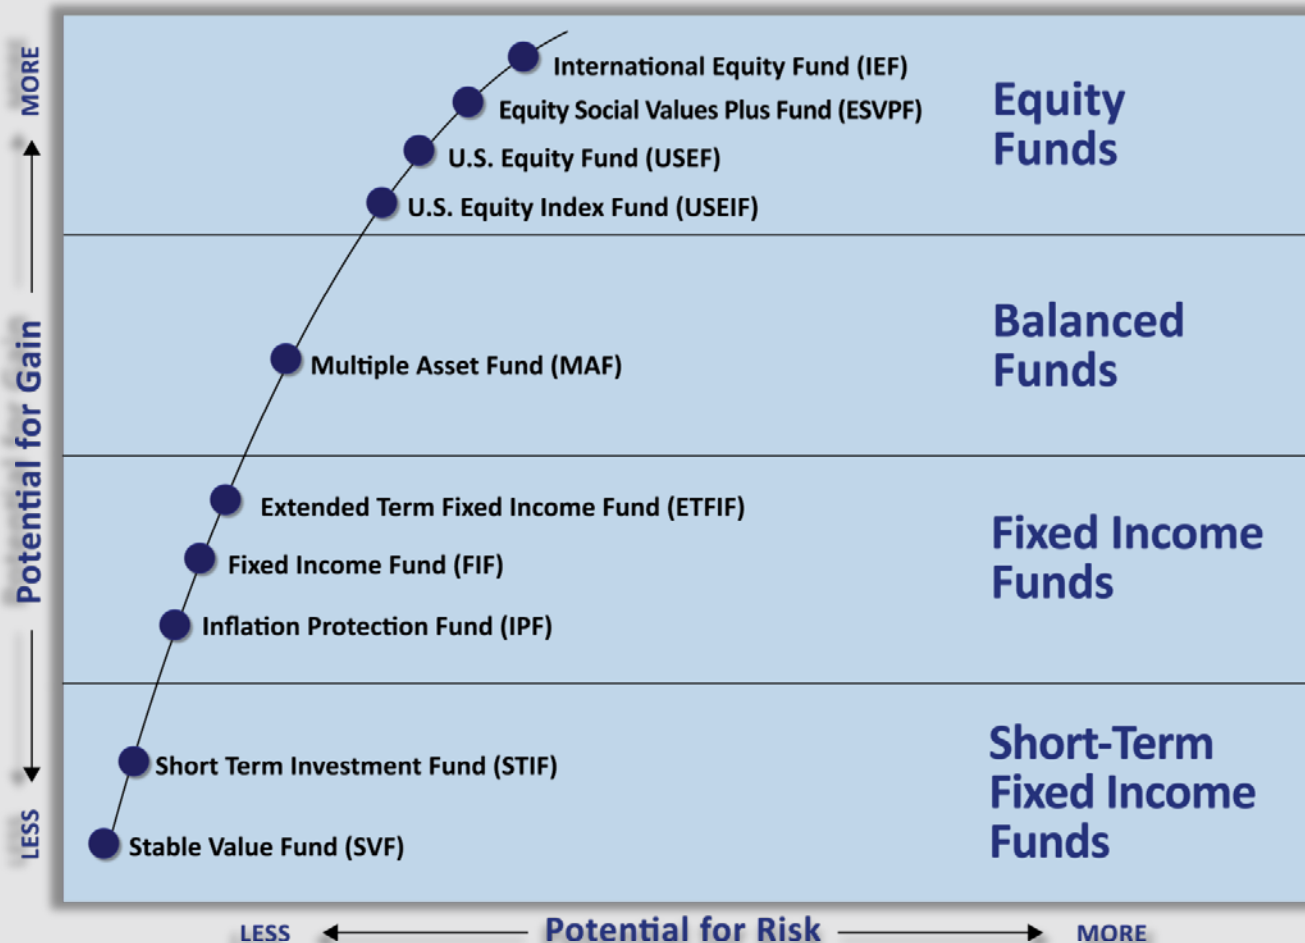 MORE
Potential for Gain
LESS
International Equity Fund (IEF)
Equity Social Values Plus Fund (ESVPF)
U.S. Equity Fund (USEF)
U.S. Equity Index Fund (USEIF)
Equity
Funds
Multiple Asset Fund (MAF)
Balanced
Funds
Extended Term Fixed Income Fund (ETFIF)
Fixed Income Fund (FIF)
Inflation Protection Fund (IPF)
Fixed Income
Funds
Short Term Investment Fund (STIF)
Stable Value Fund (SVF)
Short-Term
Fixed Income
Funds
LESS Potential for Risk MORE